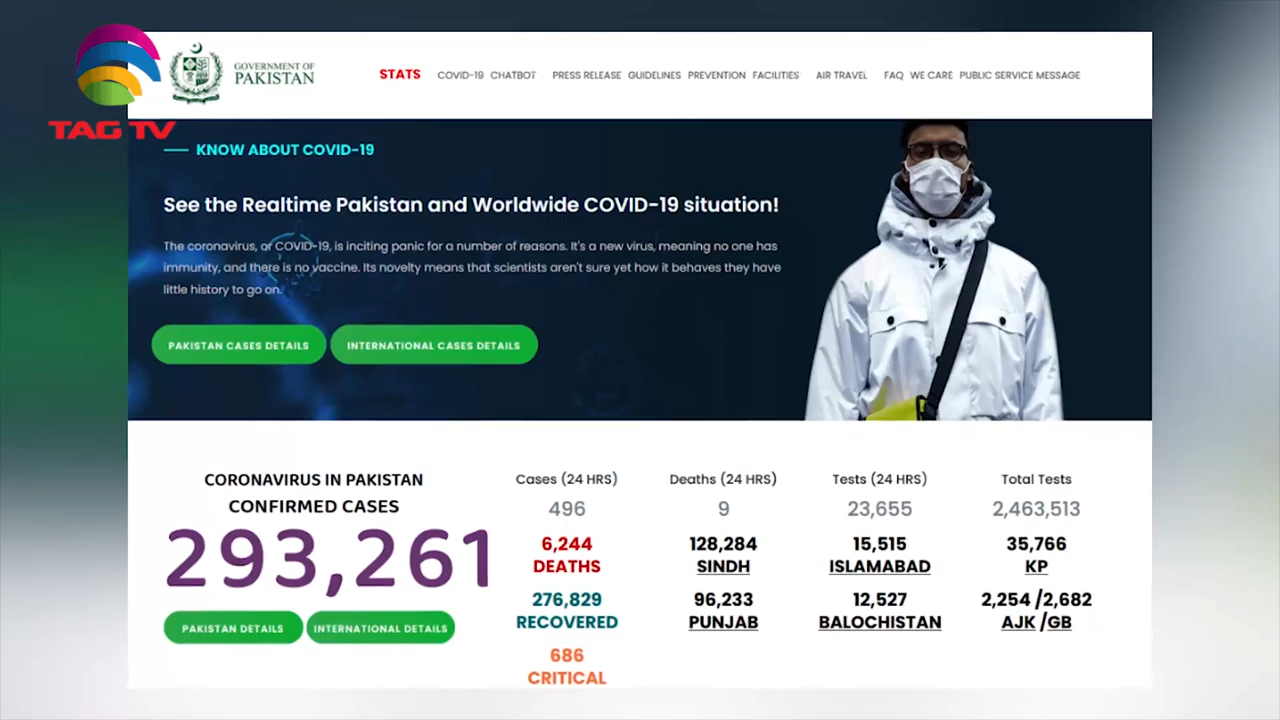 TAG TV
GOVERNMENT OF
PAKISTAN
STATS COVID-19 CHATBOT PRESS RELEASE GUIDELINES PREVENTION FACILITIES AIR TRAVEL FAQ WE CARE PUBLIC SERVICE MESSAGE
KNOW ABOUT COVID-19
See the Realtime Pakistan and Worldwide COVID-19 situation!
The coronavirus, or COVID-19, is inciting panic for a number of reasons. It's a new virus, meaning no one has
immunity, and there is no vaccine. Its novelty means that scientists aren't sure yet how it behaves they have
little history to go on.
PAKISTAN CASES DETAILS INTERNATIONAL CASES DETAILS
CORONAVIRUS IN PAKISTAN
CONFIRMED CASES
293,261
PAKISTAN DETAILS INTERNATIONAL DETAILS
Cases (24 HRS) Deaths (24 HRS) Tests (24 HRS) Total Tests
496 9 23,655 2,463,513
6,244 128,284 15,515 35,766
DEATHS SINDH ISLAMABAD KP
276,829 96,233 12,527 2,254 /2,682
RECOVERED PUNJAB BALOCHISTAN AJK /GB
686
CRITICAL